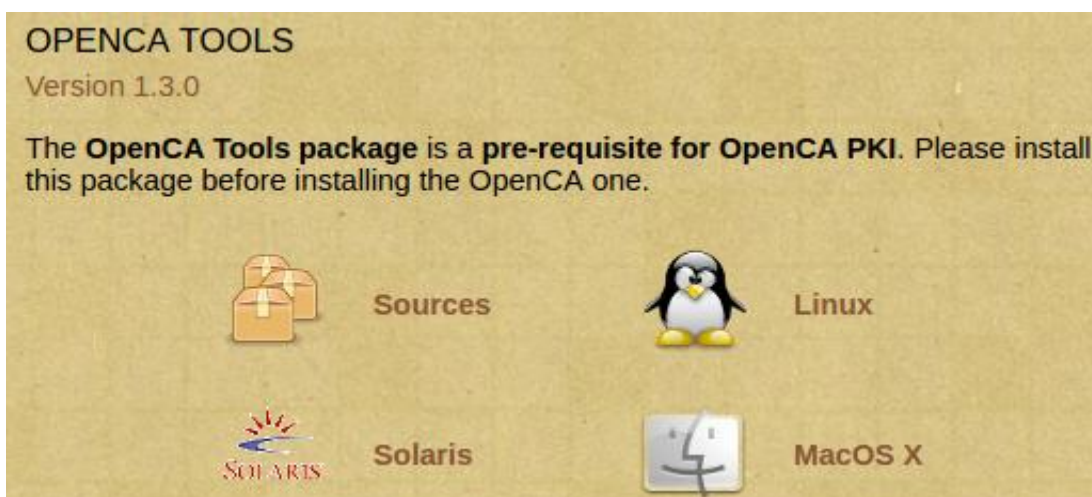 OPENCA TOOLS
Version 1.3.0
The OpenCA Tools package is a pre-requisite for OpenCA PKI. Please install
this package before installing the OpenCA one.
Sources
Linux
SOLARIS
Solaris
MacOS X